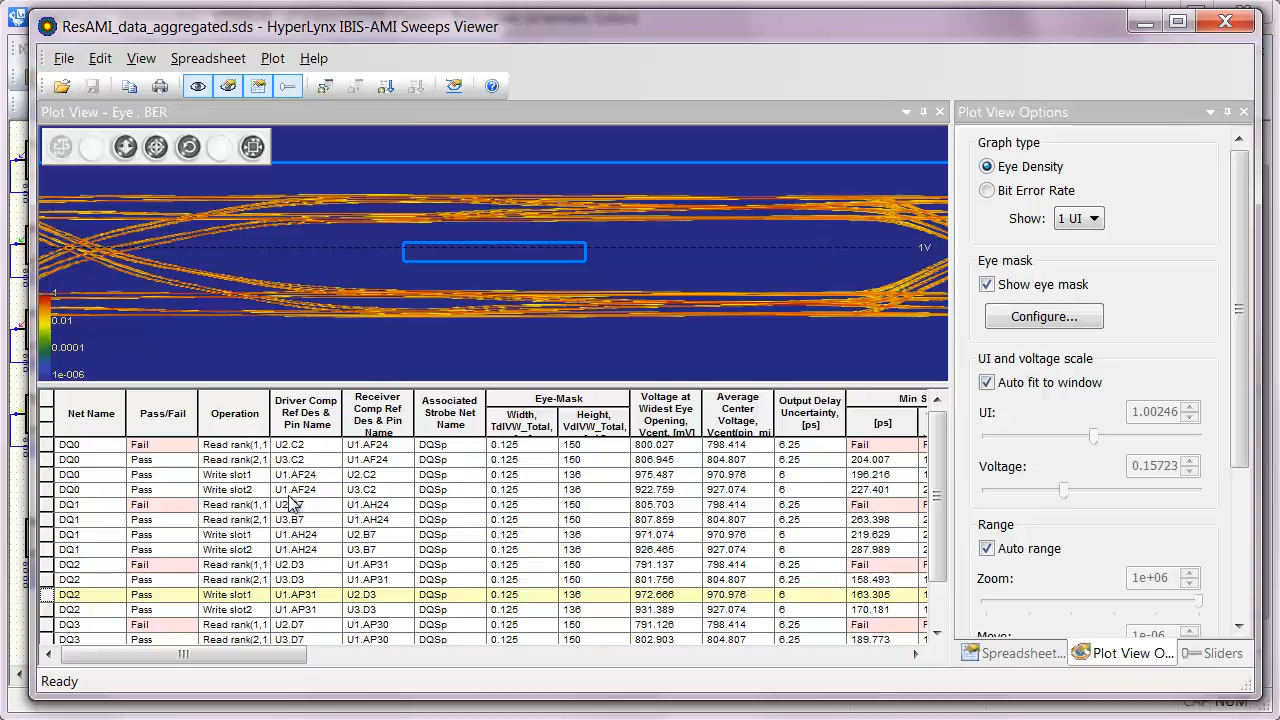 ResAMI_data_aggregated.sds - HyperLynx IBIS-AMI Sweeps Viewer
File Edit View Spreadsheet Plot Help
Plot View - Eye , BER
1V
1
0.01
0.0001
1e-006
Net Name Pass/Fail Operation Driver Comp Ref Des & Pin Name Receiver Comp Ref Des & Pin Name Associated Strobe Net Name Eye-Mask Width, TdIVW_Total, Height, VdIVW_Total, Voltage at Widest Eye Opening, Vcent, [mV] Average Center Voltage, Output Delay Uncertainty, [ps] Min S [ps]
DQ0 Fail Read rank(1,1 U2.C2 U1.AF24 DQSp 0.125 150 800.027 798.414 6.25 Fail
DQ0 Pass Read rank(2,1 U3.C2 U1.AF24 DQSp 0.125 150 806.945 804.807 6.25 204.007
DQ0 Pass Write slot1 U1.AF24 U2.C2 DQSp 0.125 136 975.487 970.976 6 196.216
DQ0 Pass Write slot2 U1.AF24 U3.C2 DQSp 0.125 136 922.759 927.074 6 227.401
DQ1 Fail Read rank(1,1 U1.AH24 DQSp 0.125 150 805.703 798.414 6.25 Fail
DQ1 Pass Read rank(2,1 U3.B7 U1.AH24 DQSp 0.125 150 807.859 804.807 6.25 263.398
DQ1 Pass Write slot1 U1.AH24 U2.B7 DQSp 0.125 136 971.074 970.976 6 219.629
DQ1 Pass Write slot2 U1.AH24 U3.B7 DQSp 0.125 136 926.465 927.074 6 287.989
DQ2 Fail Read rank(1,1 U2.D3 U1.AP31 DQSp 0.125 150 791.137 798.414 6.25 Fail
DQ2 Pass Read rank(2,1 U3.D3 U1.AP31 DQSp 0.125 150 801.756 804.807 6.25 158.493
DQ2 Pass Write slot1 U1.AP31 U2.D3 DQSp 0.125 136 972.666 970.976 6 163.305
DQ2 Pass Write slot2 U1.AP31 U3.D3 DQSp 0.125 136 931.389 927.074 6 170.181
DQ3 Fail Read rank(1,1 U2.D7 U1.AP30 DQSp 0.125 150 791.126 798.414 6.25 Fail
DQ3 Pass Read rank(2,1 U3.D7 U1.AP30 DQSp 0.125 150 802.903 804.807 6.25 189.773
Plot View Options
Graph type
Eye Density
Bit Error Rate
Show: 1 UI
Eye mask
Show eye mask
Configure...
UI and voltage scale
Auto fit to window
UI: 1.00246
Voltage: 0.15723
Range
Auto range
Zoom: 1e+06
Move: 1e-06
Spreadsheet... Plot View O... Sliders
Ready
CAP NUM